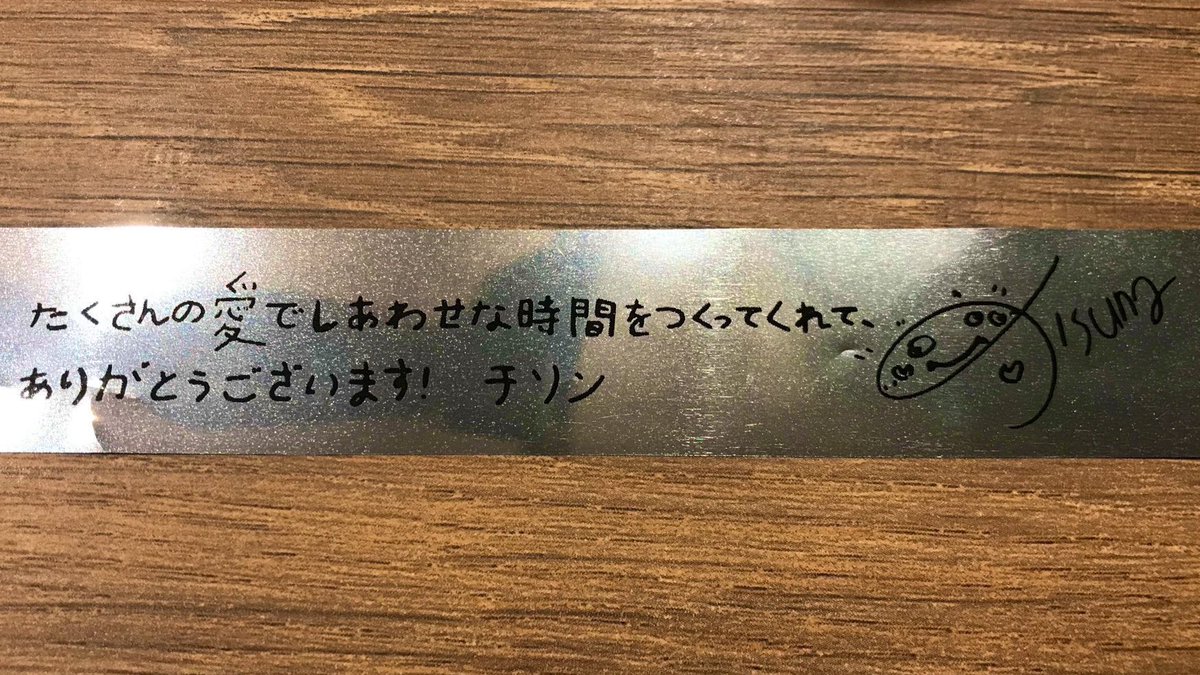 たくさんの愛でしあわせな時間をつくってくれて、
ありがとうございます! チソン